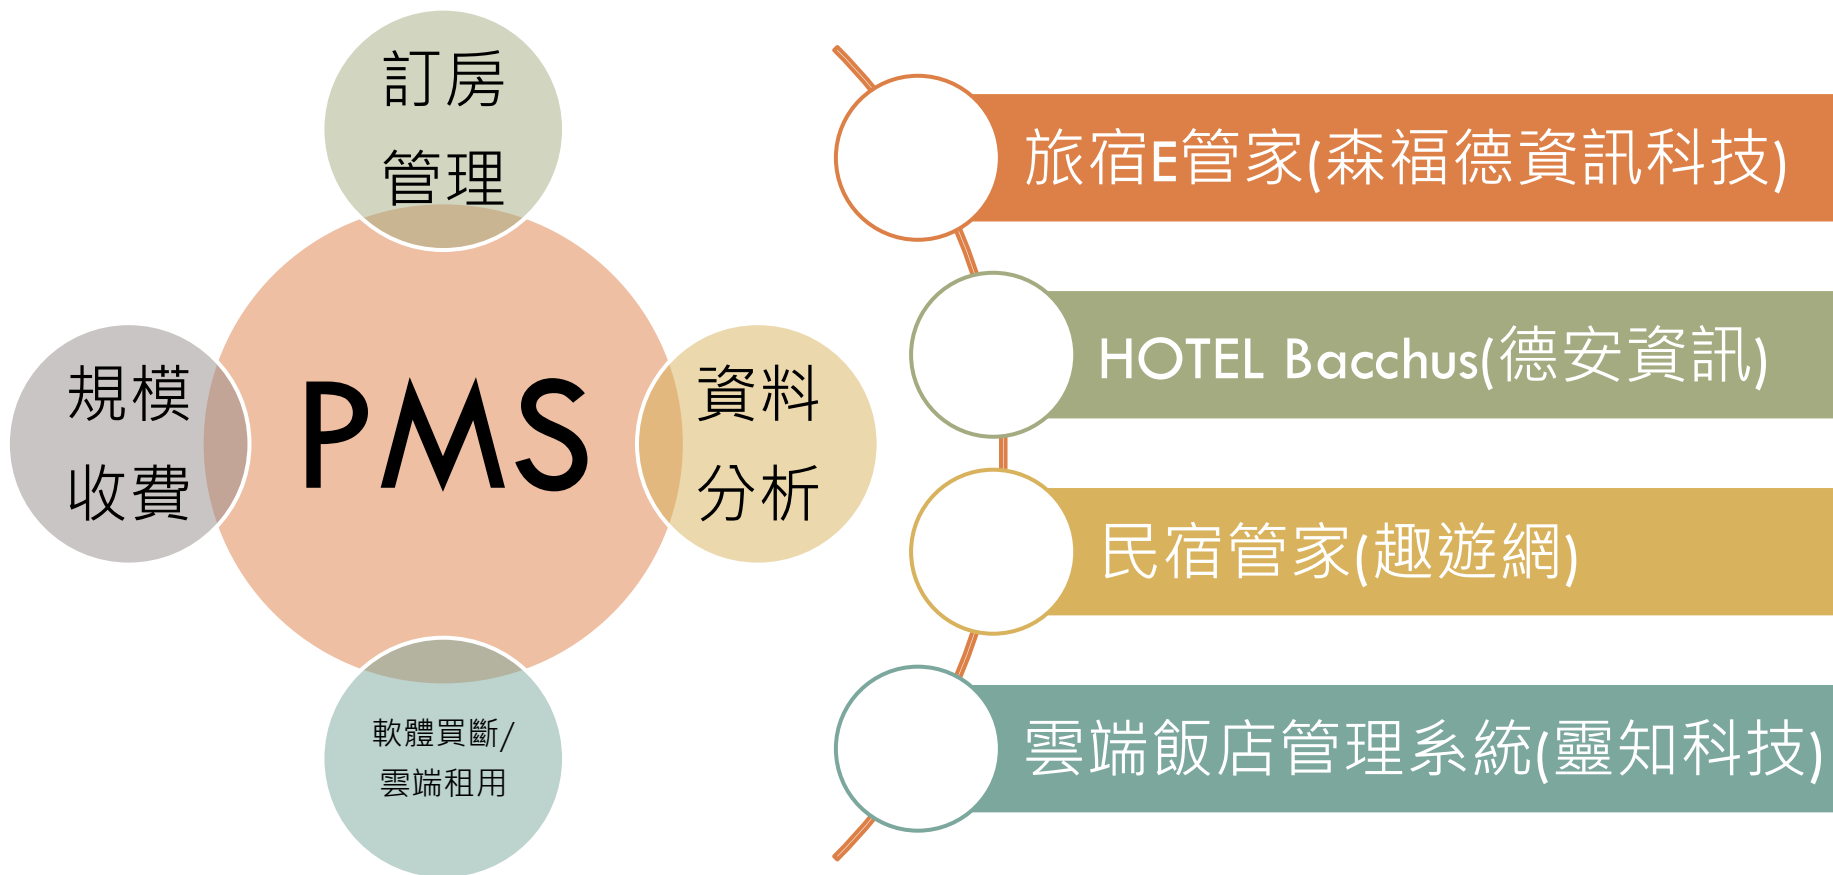 訂房
管理
規模
收費
PMS
資料
分析
軟體買斷/
雲端租用
旅宿E管家(森福德資訊科技)
HOTEL Bacchus(德安資訊)
民宿管家(趣遊網)
雲端飯店管理系統(靈知科技)